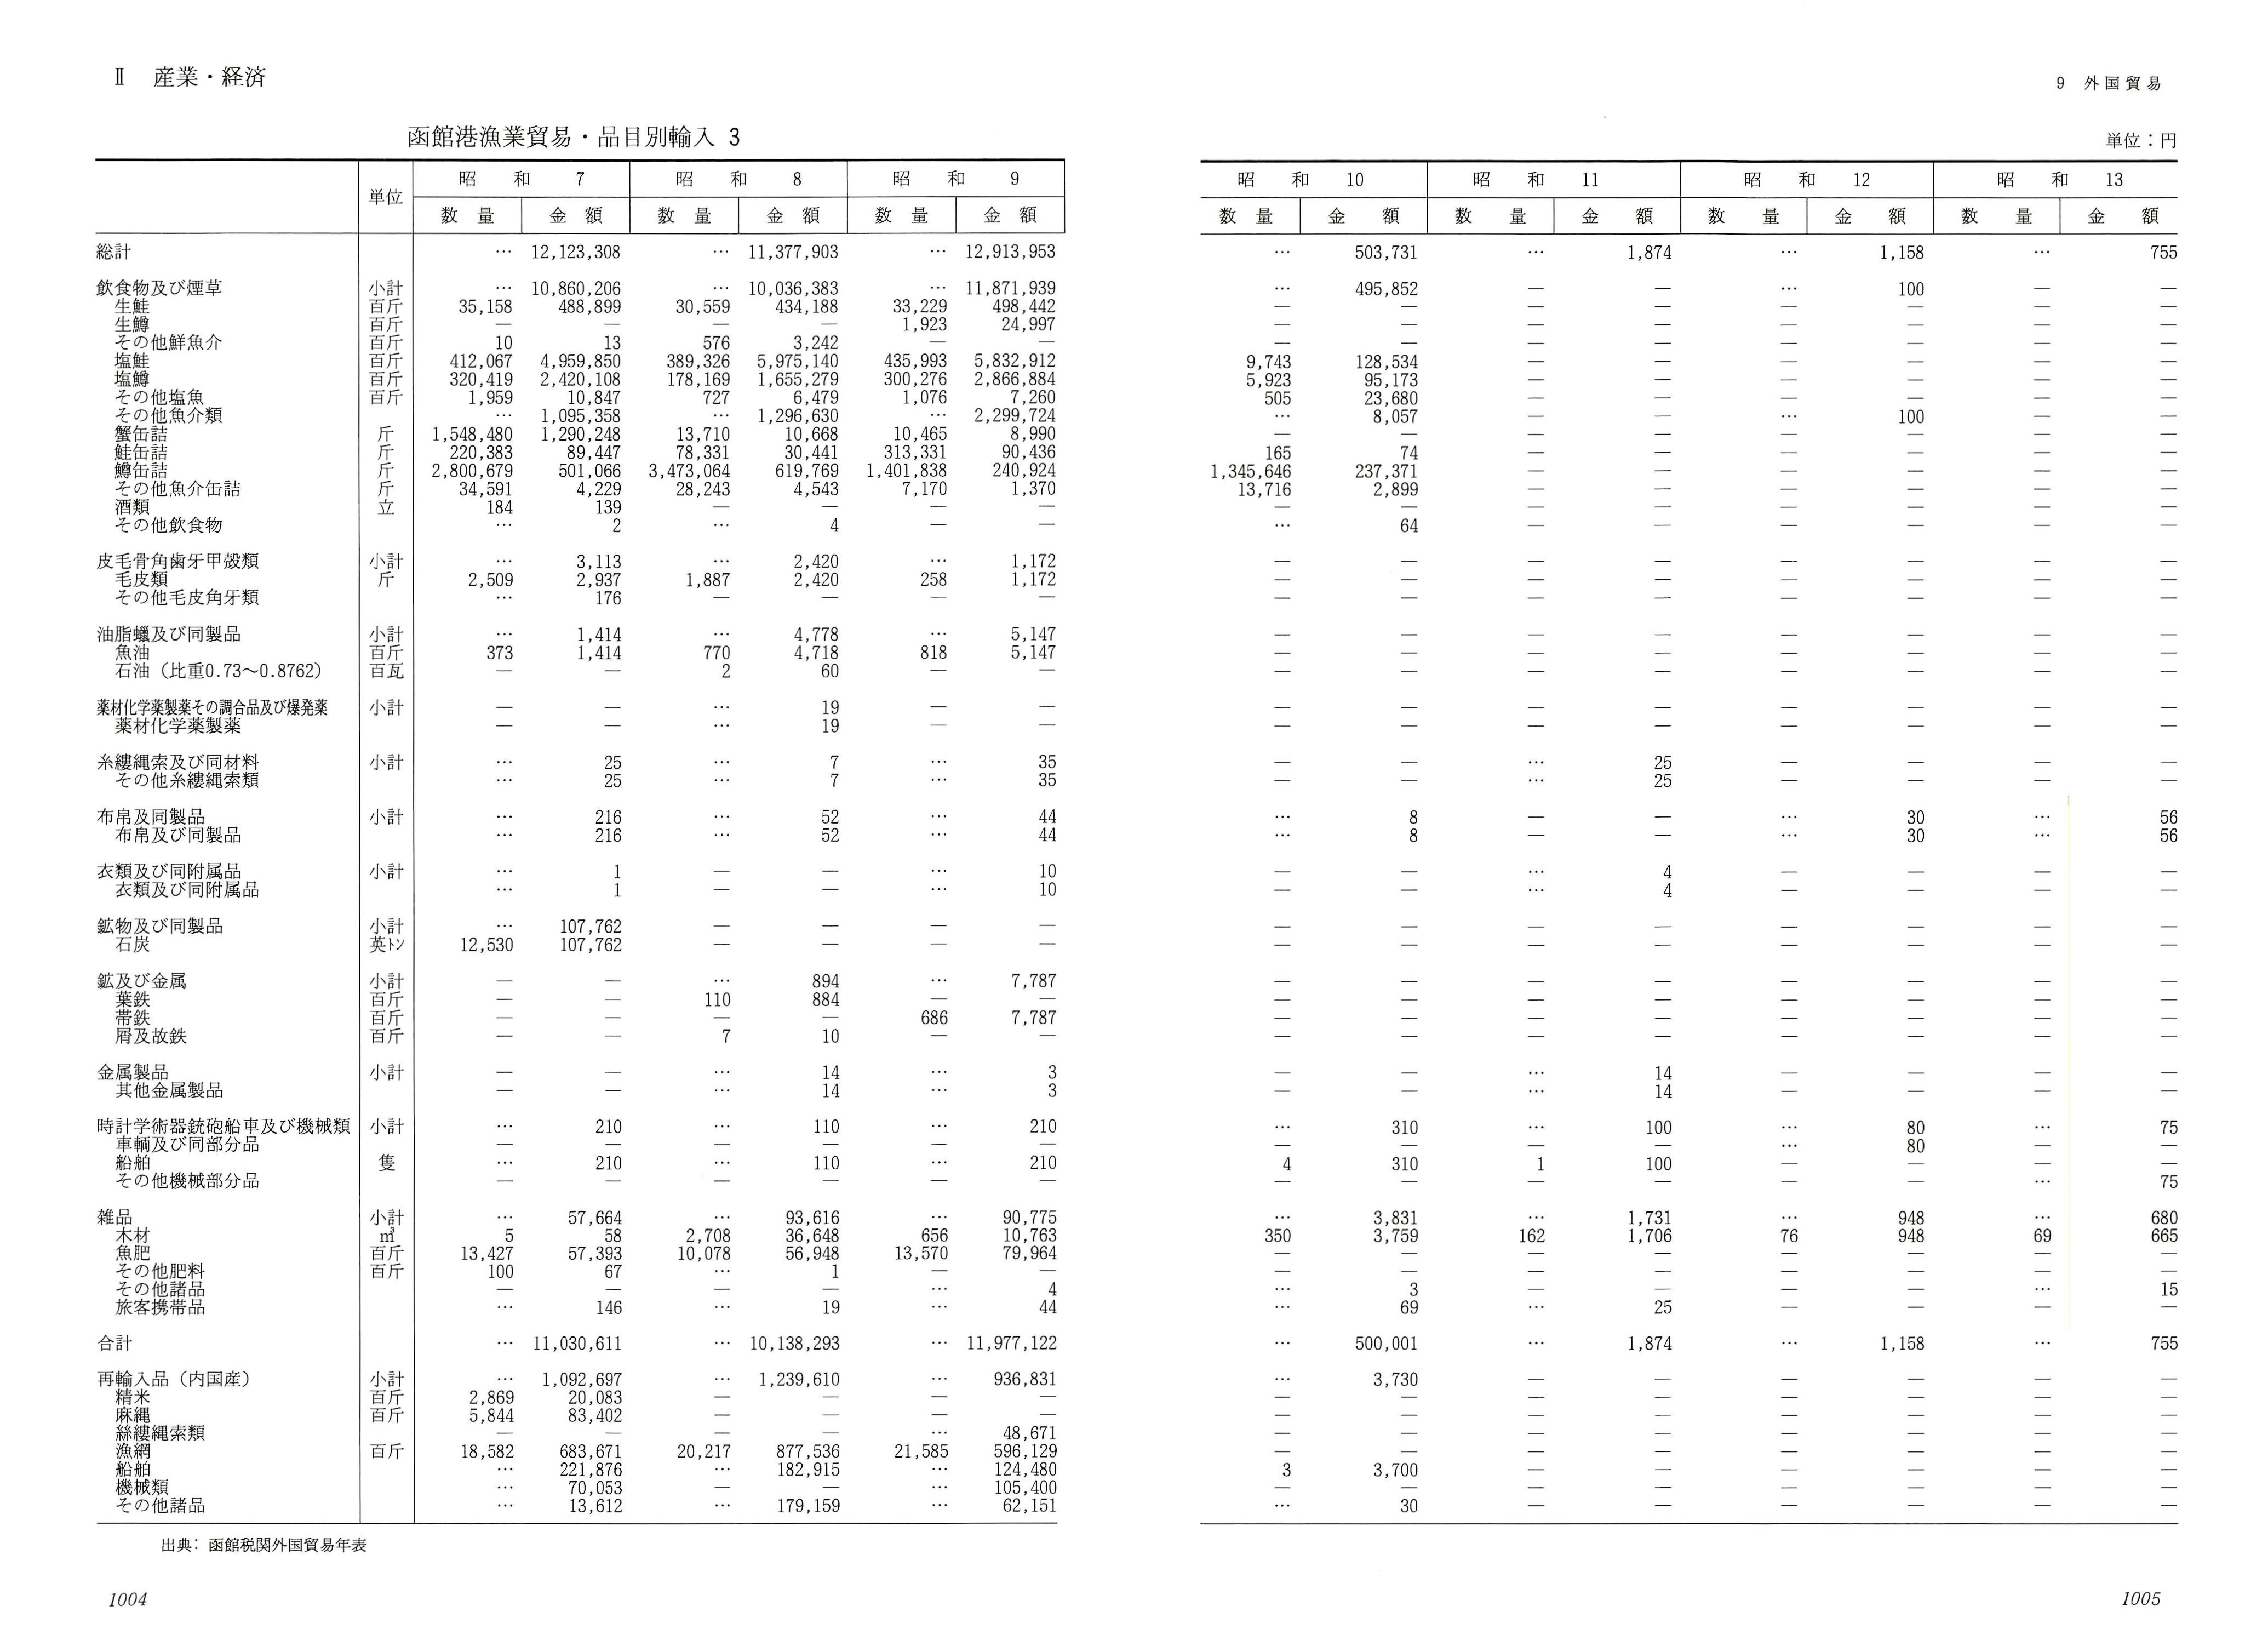 Ⅱ 産業・経済
9 外国貿易
函館港漁業貿易・品目別輸入 3
単位：円
単位 昭和7 昭和8 昭和9 昭和10 昭和11 昭和12 昭和13
数量 金額 数量 金額 数量 金額 数量 金額 数量 金額 数量 金額 数量 金額
総計 … 12,123,308 … 11,377,903 … 12,913,953 … 503,731 … 1,874 … 1,158 … 755
飲食物及び煙草 小計 … 10,860,206 … 10,036,383 … 11,871,939 … 495,852 — — … 100 — —
生鮭 百斤 35,158 488,899 30,559 434,188 33,229 498,442 — — — — — — — —
生鱒 百斤 — — — — 1,923 24,997 — — — — — — — —
その他鮮魚介 百斤 10 13 576 3,242 — — — — — — — — — —
塩鮭 百斤 412,067 4,959,850 389,326 5,975,140 435,993 5,832,912 9,743 128,534 — — — — — —
塩鱒 百斤 320,419 2,420,108 178,169 1,655,279 300,276 2,866,884 5,923 95,173 — — — — — —
その他塩魚 百斤 1,959 10,847 727 6,479 1,076 7,260 505 23,680 — — — — — —
その他魚介類 … 1,095,358 … 1,296,630 … 2,299,724 … 8,057 — — … 100 — —
蟹缶詰 斤 1,548,480 1,290,248 13,710 10,668 10,465 8,990 — — — — — — — —
鮭缶詰 斤 220,383 89,447 78,331 30,441 313,331 90,436 165 74 — — — — — —
鱒缶詰 斤 2,800,679 501,066 3,473,064 619,769 1,401,838 240,924 1,345,646 237,371 — — — — — —
その他魚介缶詰 斤 34,591 4,229 28,243 4,543 7,170 1,370 13,716 2,899 — — — — — —
酒類 立 184 139 — — — — — — — — — — — —
その他飲食物 … 2 … 4 — — … 64 — — — — — —
皮毛骨角歯牙甲殻類 小計 … 3,113 … 2,420 … 1,172 — — — — — — — —
毛皮類 斤 2,509 2,937 1,887 2,420 258 1,172 — — — — — — — —
その他毛皮角牙類 … 176 — — — — — — — — — — — —
油脂蠟及び同製品 小計 … 1,414 … 4,778 … 5,147 — — — — — — — —
魚油 百斤 373 1,414 770 4,718 818 5,147 — — — — — — — —
石油（比重0.73～0.8762） 百瓦 — — 2 60 — — — — — — — — — —
薬材化学薬製薬その調合品及び爆発薬 小計 — — … 19 — — — — — — — — — —
薬材化学薬製薬 — — … 19 — — — — — — — — — —
糸縷縄索及び同材料 小計 … 25 … 7 … 35 — — … 25 — — — —
その他糸縷縄索類 … 25 … 7 … 35 — — … 25 — — — —
布帛及同製品 小計 … 216 … 52 … 44 … 8 — — … 30 … 56
布帛及び同製品 … 216 … 52 … 44 … 8 — — … 30 … 56
衣類及び同附属品 小計 … 1 — — … 10 — — … 4 — — — —
衣類及び同附属品 … 1 — — … 10 — — … 4 — — — —
鉱物及び同製品 小計 … 107,762 — — — — — — — — — — — —
石炭 英トン 12,530 107,762 — — — — — — — — — — — —
鉱及び金属 小計 — — … 894 … 7,787 — — — — — — — —
葉鉄 百斤 — — 110 884 — — — — — — — — — —
帯鉄 百斤 — — — — 686 7,787 — — — — — — — —
屑及故鉄 百斤 — — 7 10 — — — — — — — — — —
金属製品 小計 — — … 14 … 3 — — … 14 — — — —
其他金属製品 — — … 14 … 3 — — … 14 — — — —
時計学術器銃砲船車及び機械類 小計 … 210 … 110 … 210 … 310 … 100 … 80 … 75
車輌及び同部分品 — — — — — — — — — — … 80 — —
船舶 隻 … 210 … 110 … 210 4 310 1 100 — — — —
その他機械部分品 — — — — — — — — — — — — … 75
雑品 小計 … 57,664 … 93,616 … 90,775 … 3,831 … 1,731 … 948 … 680
木材 ㎥ 5 58 2,708 36,648 656 10,763 350 3,759 162 1,706 76 948 69 665
魚肥 百斤 13,427 57,393 10,078 56,948 13,570 79,964 — — — — — — — —
その他肥料 百斤 100 67 … 1 — — — — — — — — — —
その他諸品 — — — — … 4 … 3 — — — — … 15
旅客携帯品 … 146 … 19 … 44 … 69 … 25 — — — —
合計 … 11,030,611 … 10,138,293 … 11,977,122 … 500,001 … 1,874 … 1,158 … 755
再輸入品（内国産） 小計 … 1,092,697 … 1,239,610 … 936,831 … 3,730 — — — — — —
精米 百斤 2,869 20,083 — — — — — — — — — — — —
麻縄 百斤 5,844 83,402 — — — — — — — — — — — —
絲縷縄索類 — — — — … 48,671 — — — — — — — —
漁網 百斤 18,582 683,671 20,217 877,536 21,585 596,129 — — — — — — — —
船舶 … 221,876 … 182,915 … 124,480 3 3,700 — — — — — —
機械類 … 70,053 — — … 105,400 — — — — — — — —
その他諸品 … 13,612 … 179,159 … 62,151 … 30 — — — — — —
出典：函館税関外国貿易年表
1004
1005